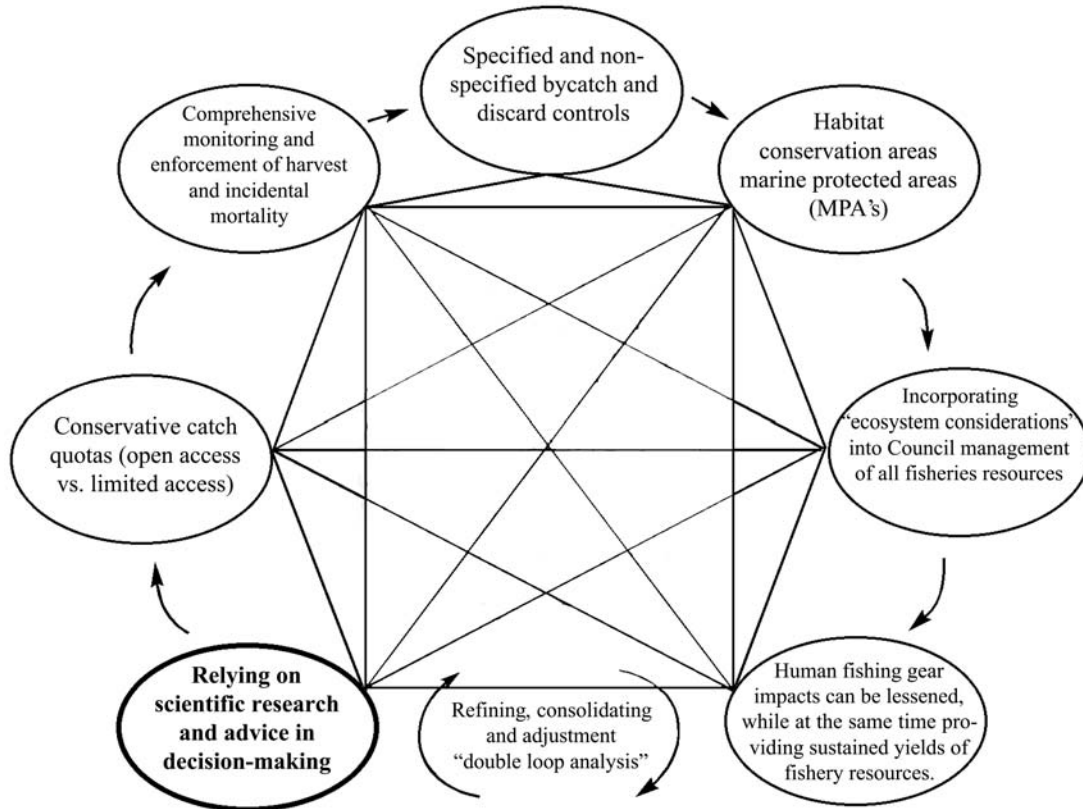 Specified and non-
specified bycatch and
discard controls
Comprehensive
monitoring and
enforcement of harvest
and incidental
mortality
Habitat
conservation areas
marine protected areas
(MPA's)
Conservative catch
quotas (open access
vs. limited access)
Incorporating
“ecosystem considerations’
into Council management
of all fisheries resources
Relying on
scientific research
and advice in
decision-making
Refining, consolidating
and adjustment
“double loop analysis”
Human fishing gear
impacts can be lessened,
while at the same time pro-
viding sustained yields of
fishery resources.